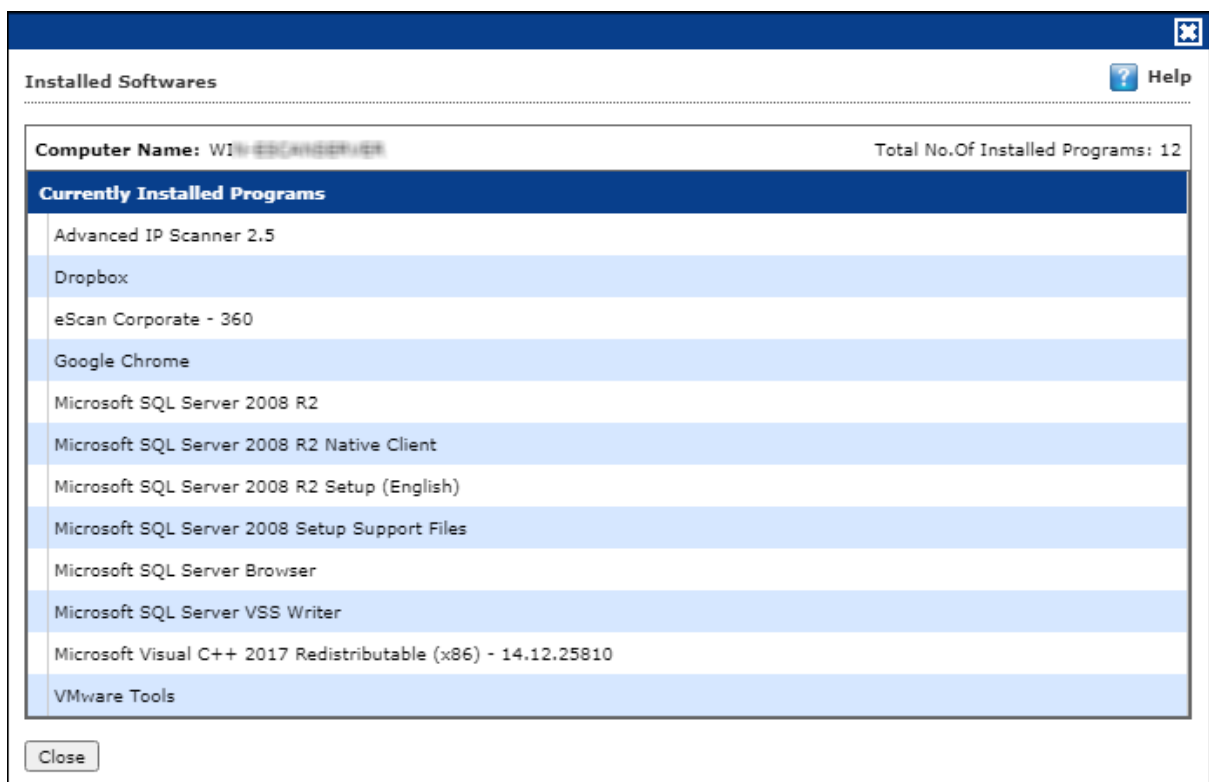 Installed Softwares
? Help
Computer Name: Total No.Of Installed Programs: 12
Currently Installed Programs
Advanced IP Scanner 2.5
Dropbox
eScan Corporate - 360
Google Chrome
Microsoft SQL Server 2008 R2
Microsoft SQL Server 2008 R2 Native Client
Microsoft SQL Server 2008 R2 Setup (English)
Microsoft SQL Server 2008 Setup Support Files
Microsoft SQL Server Browser
Microsoft SQL Server VSS Writer
Microsoft Visual C++ 2017 Redistributable (x86) - 14.12.25810
VMware Tools
Close